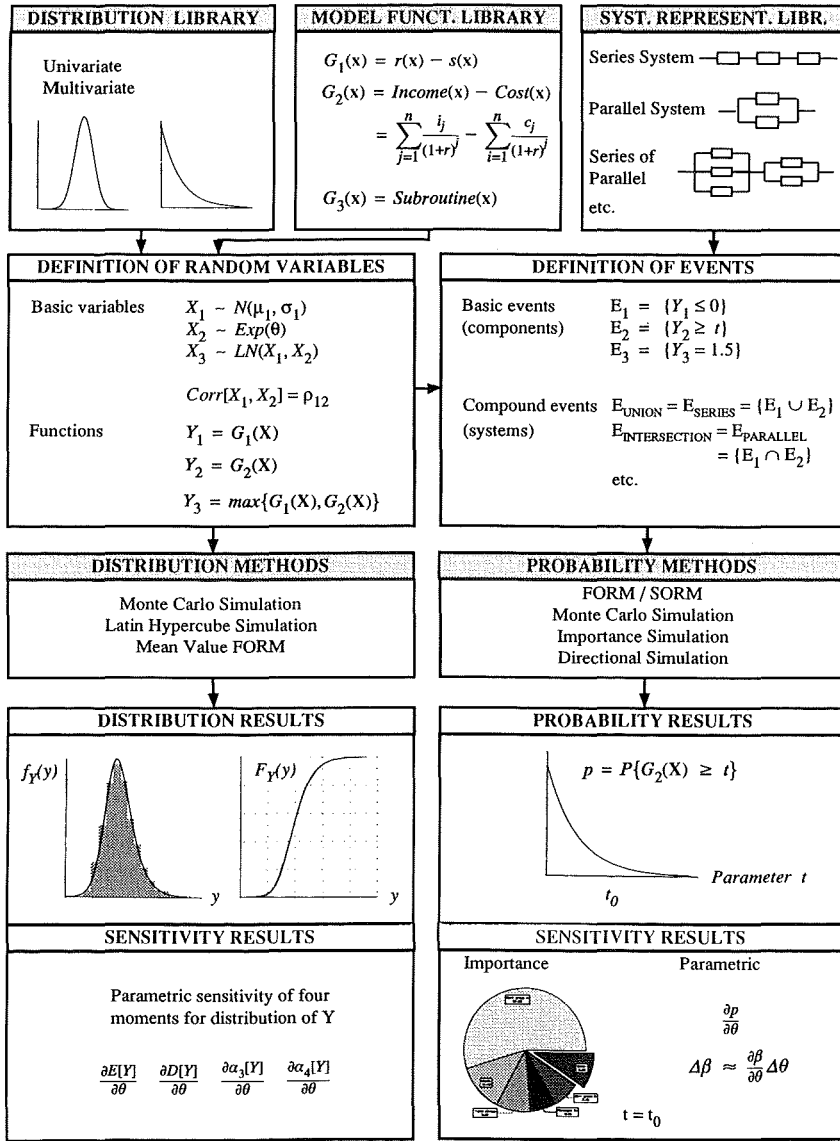 DISTRIBUTION LIBRARY
Univariate
Multivariate
MODEL FUNCT. LIBRARY
G₁(x) = r(x) − s(x)
G₂(x) = Income(x) − Cost(x)
= ∑_{j=1}^{n} i_j/(1+r)^j − ∑_{i=1}^{n} c_j/(1+r)^j
G₃(x) = Subroutine(x)
SYST. REPRESENT. LIBR.
Series System
Parallel System
Series of
Parallel
etc.
DEFINITION OF RANDOM VARIABLES
Basic variables X₁ ~ N(μ₁, σ₁)
X₂ ~ Exp(θ)
X₃ ~ LN(X₁, X₂)
Corr[X₁, X₂] = ρ₁₂
Functions Y₁ = G₁(X)
Y₂ = G₂(X)
Y₃ = max{G₁(X), G₂(X)}
DEFINITION OF EVENTS
Basic events E₁ = {Y₁ ≤ 0}
(components) E₂ = {Y₂ ≥ t}
E₃ = {Y₃ = 1.5}
Compound events E_UNION = E_SERIES = {E₁ ∪ E₂}
(systems) E_INTERSECTION = E_PARALLEL
= {E₁ ∩ E₂}
etc.
DISTRIBUTION METHODS
Monte Carlo Simulation
Latin Hypercube Simulation
Mean Value FORM
PROBABILITY METHODS
FORM / SORM
Monte Carlo Simulation
Importance Simulation
Directional Simulation
DISTRIBUTION RESULTS
f_Y(y)
y
F_Y(y)
y
PROBABILITY RESULTS
p = P{G₂(X) ≥ t}
Parameter t
t₀
SENSITIVITY RESULTS
Parametric sensitivity of four
moments for distribution of Y
∂E[Y]/∂θ ∂D[Y]/∂θ ∂α₃[Y]/∂θ ∂α₄[Y]/∂θ
SENSITIVITY RESULTS
Importance Parametric
∂p/∂θ
Δβ ≈ ∂β/∂θ Δθ
t = t₀